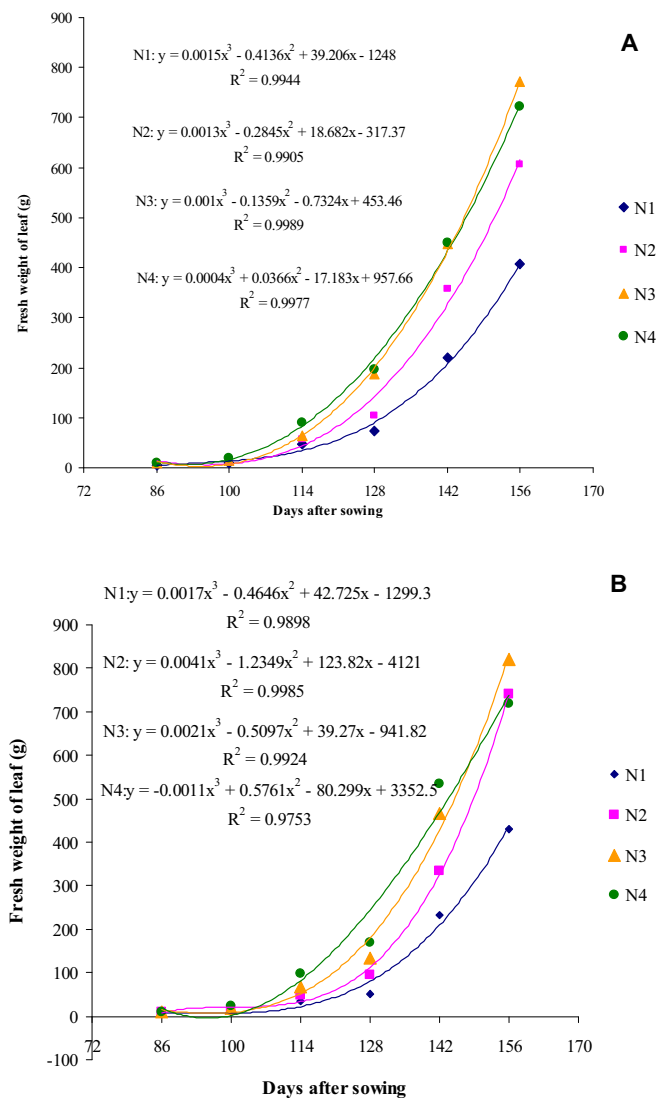 A
N1: y = 0.0015x³ - 0.4136x² + 39.206x - 1248
R² = 0.9944
N2: y = 0.0013x³ - 0.2845x² + 18.682x - 317.37
R² = 0.9905
N3: y = 0.001x³ - 0.1359x² - 0.7324x + 453.46
R² = 0.9989
N4: y = 0.0004x³ + 0.0366x² - 17.183x + 957.66
R² = 0.9977
Fresh weight of leaf (g)
900
800
700
600
500
400
300
200
100
0
72 86 100 114 128 142 156 170
Days after sowing
N1
N2
N3
N4
B
N1:y = 0.0017x³ - 0.4646x² + 42.725x - 1299.3
R² = 0.9898
N2: y = 0.0041x³ - 1.2349x² + 123.82x - 4121
R² = 0.9985
N3: y = 0.0021x³ - 0.5097x² + 39.27x - 941.82
R² = 0.9924
N4:y = -0.0011x³ + 0.5761x² - 80.299x + 3352.5
R² = 0.9753
Fresh weight of leaf (g)
900
800
700
600
500
400
300
200
100
0
-100
72 86 100 114 128 142 156 170
Days after sowing
N1
N2
N3
N4